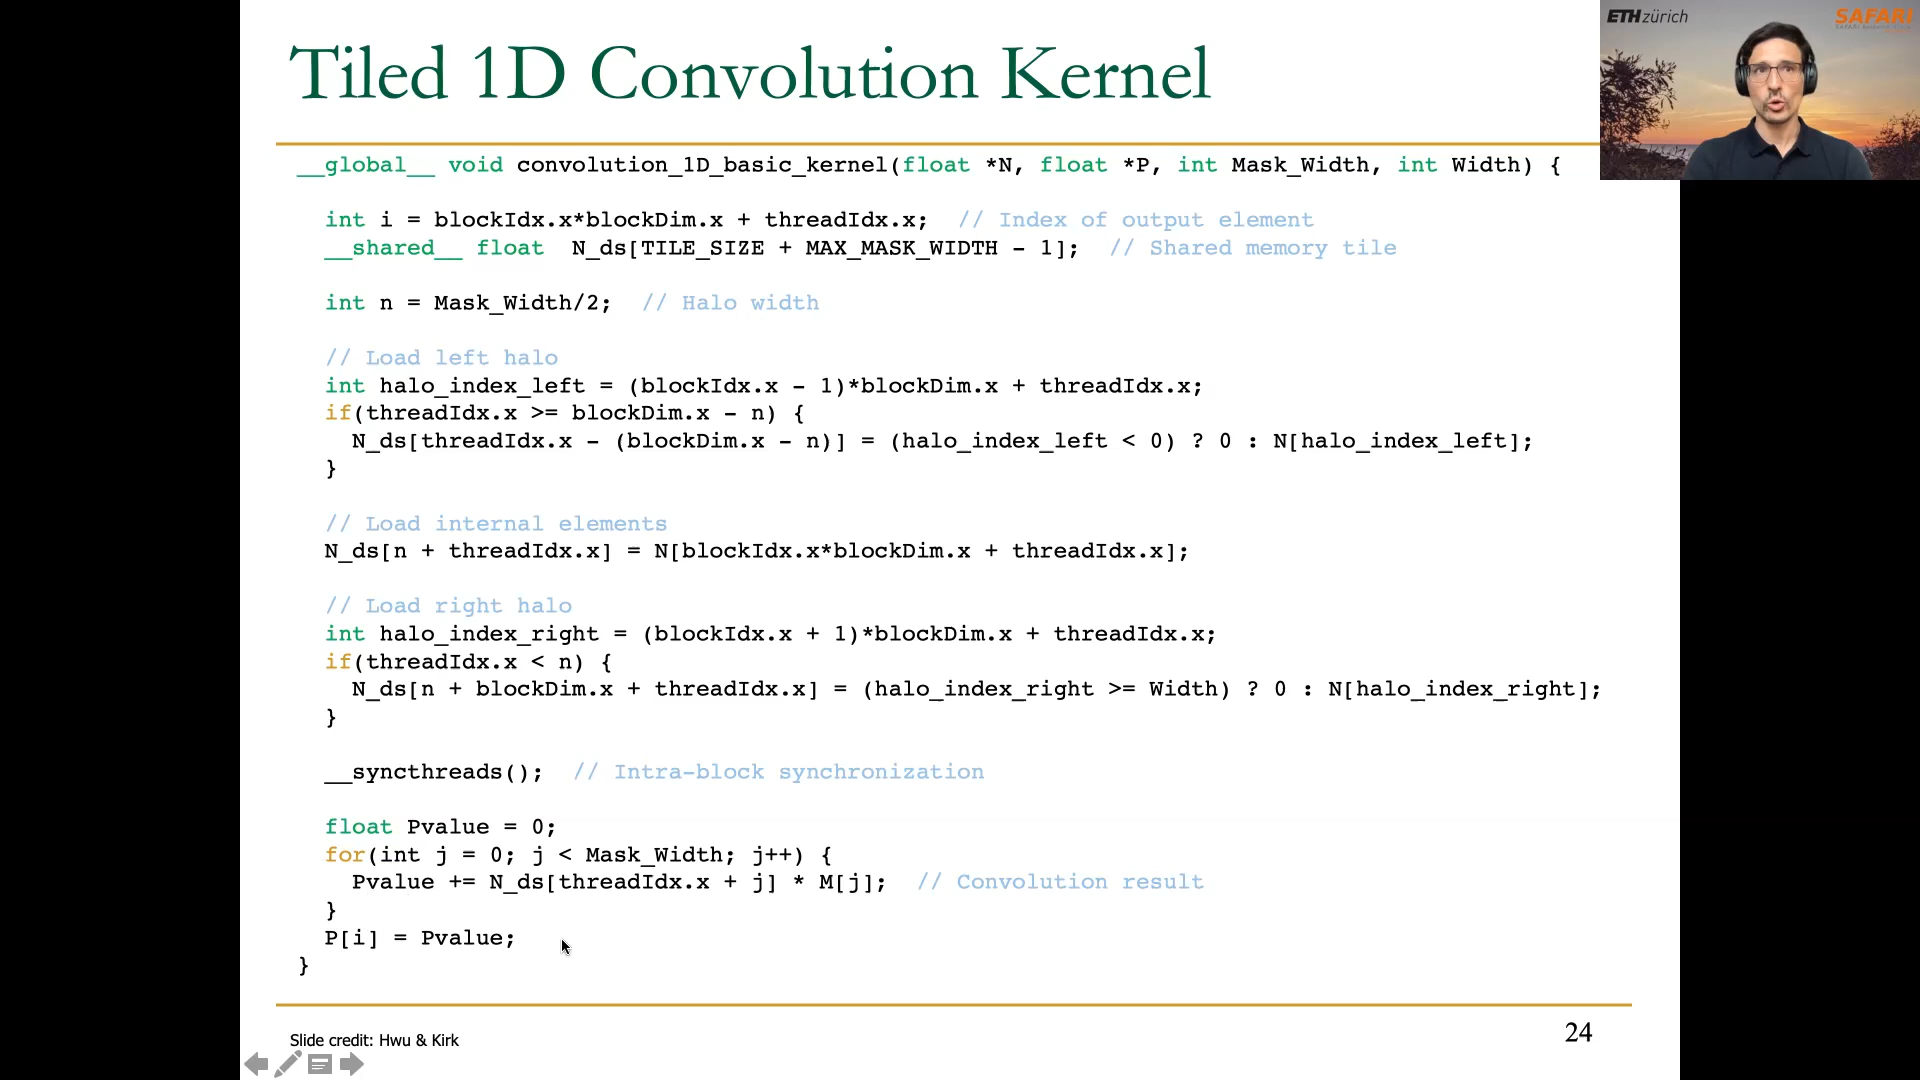 Tiled 1D Convolution Kernel
ETH zürich
SAFARI
__global__ void convolution_1D_basic_kernel(float *N, float *P, int Mask_Width, int Width) {
int i = blockIdx.x*blockDim.x + threadIdx.x; // Index of output element
__shared__ float N_ds[TILE_SIZE + MAX_MASK_WIDTH - 1]; // Shared memory tile
int n = Mask_Width/2; // Halo width
// Load left halo
int halo_index_left = (blockIdx.x - 1)*blockDim.x + threadIdx.x;
if(threadIdx.x >= blockDim.x - n) {
N_ds[threadIdx.x - (blockDim.x - n)] = (halo_index_left < 0) ? 0 : N[halo_index_left];
}
// Load internal elements
N_ds[n + threadIdx.x] = N[blockIdx.x*blockDim.x + threadIdx.x];
// Load right halo
int halo_index_right = (blockIdx.x + 1)*blockDim.x + threadIdx.x;
if(threadIdx.x < n) {
N_ds[n + blockDim.x + threadIdx.x] = (halo_index_right >= Width) ? 0 : N[halo_index_right];
}
__syncthreads(); // Intra-block synchronization
float Pvalue = 0;
for(int j = 0; j < Mask_Width; j++) {
Pvalue += N_ds[threadIdx.x + j] * M[j]; // Convolution result
}
P[i] = Pvalue;
}
Slide credit: Hwu & Kirk
24